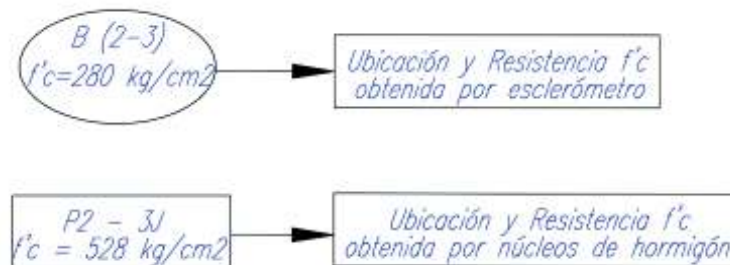 B (2-3)
f'c=280 kg/cm2
Ubicación y Resistencia f'c
obtenida por esclerómetro
P2 - 3J
f'c = 528 kg/cm2
Ubicación y Resistencia f'c
obtenida por núcleos de hormigón